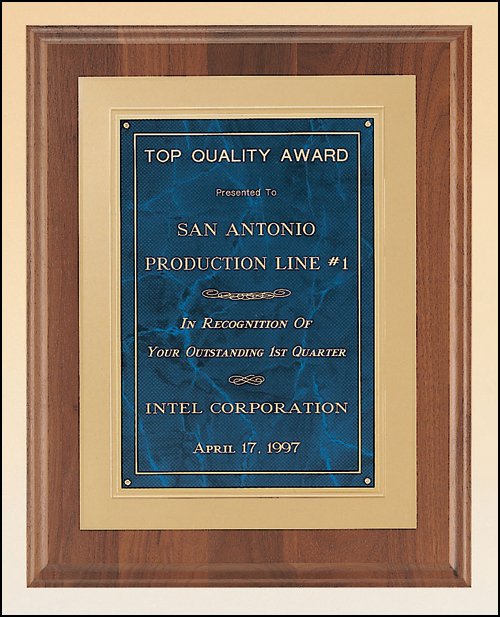 TOP QUALITY AWARD
Presented To
SAN ANTONIO
PRODUCTION LINE #1
IN RECOGNITION OF
YOUR OUTSTANDING 1ST QUARTER
INTEL CORPORATION
APRIL 17, 1997